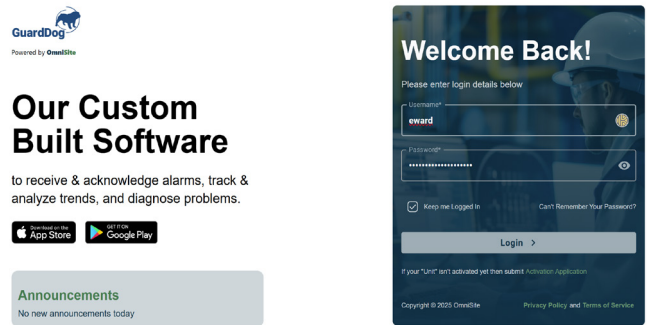 GuardDog
Powered by OmniSite
Our Custom
Built Software
to receive & acknowledge alarms, track &
analyze trends, and diagnose problems.
Download on the
App Store
GET IT ON
Google Play
Announcements
No new announcements today
Welcome Back!
Please enter login details below
Username*
eward
Password*
•••••••••••••••••••
Keep me Logged In
Can't Remember Your Password?
Login >
If your "Unit" isn't activated yet then submit Activation Application
Copyright © 2025 OmniSite
Privacy Policy and Terms of Service